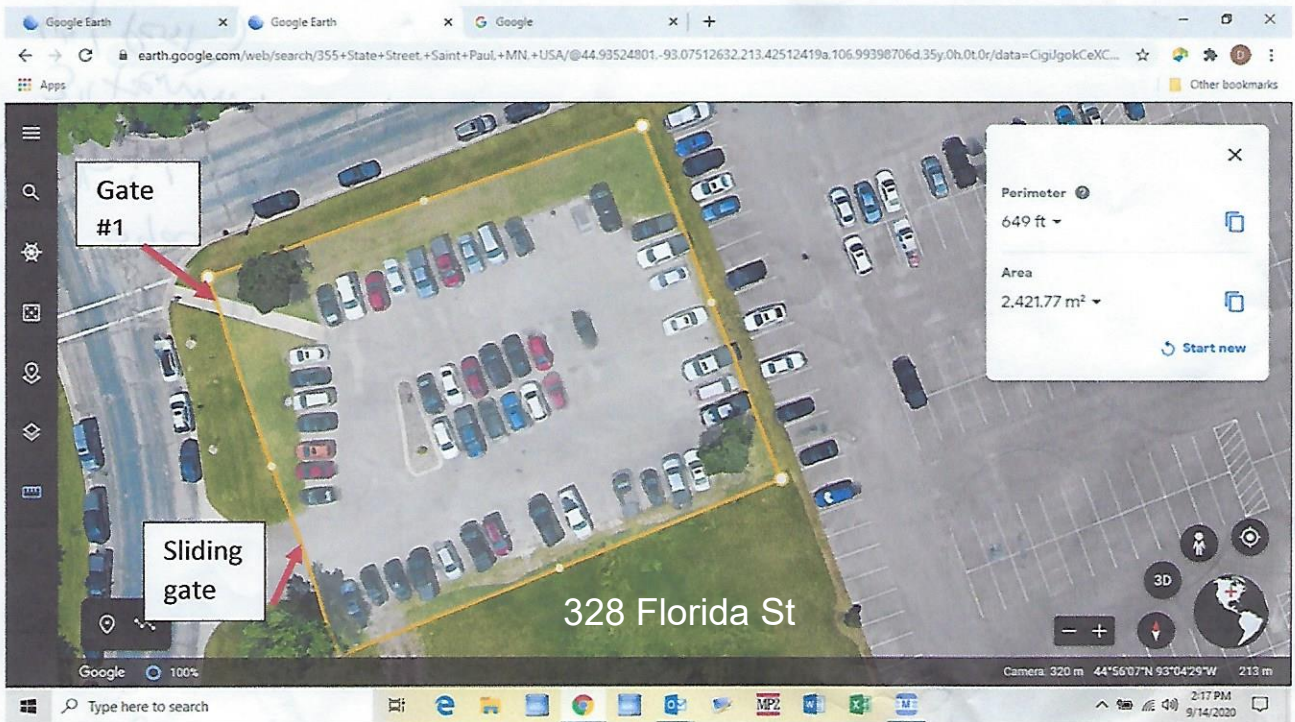 Google Earth
Google Earth
Google
earth.google.com/web/search/355+State+Street,+Saint+Paul,+MN,+USA/@44.93524801,-93.07512632,213.42512419a,106.99398706d,35y,0h,0t,0r/data=CigiJgokCeXC...
D
Apps
Other bookmarks
Gate
#1
Perimeter
649 ft
Area
2,421.77 m²
Start new
Sliding
gate
328 Florida St
3D
Google
100%
Camera: 320 m 44°56'07"N 93°04'29"W 213 m
Type here to search
MP2
2:17 PM
9/14/2020